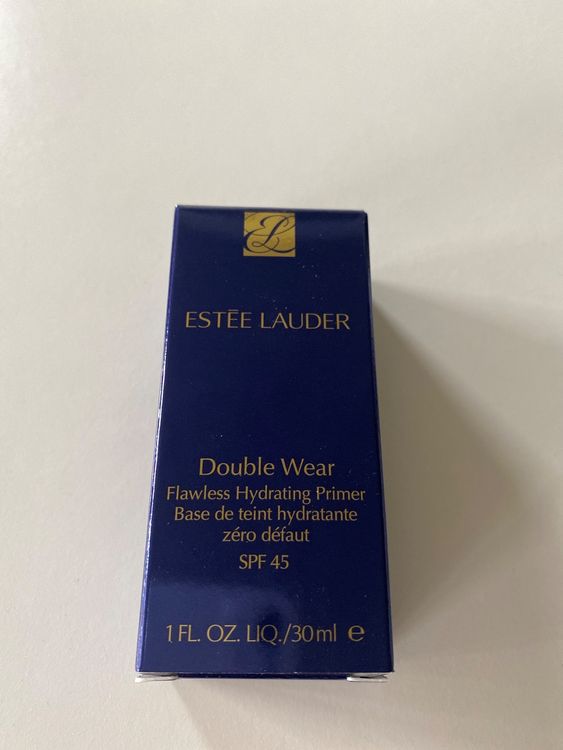 EL
ESTĒE LAUDER
Double Wear
Flawless Hydrating Primer
Base de teint hydratante
zéro défaut
SPF 45
1 FL. OZ. LIQ./30 ml ℮